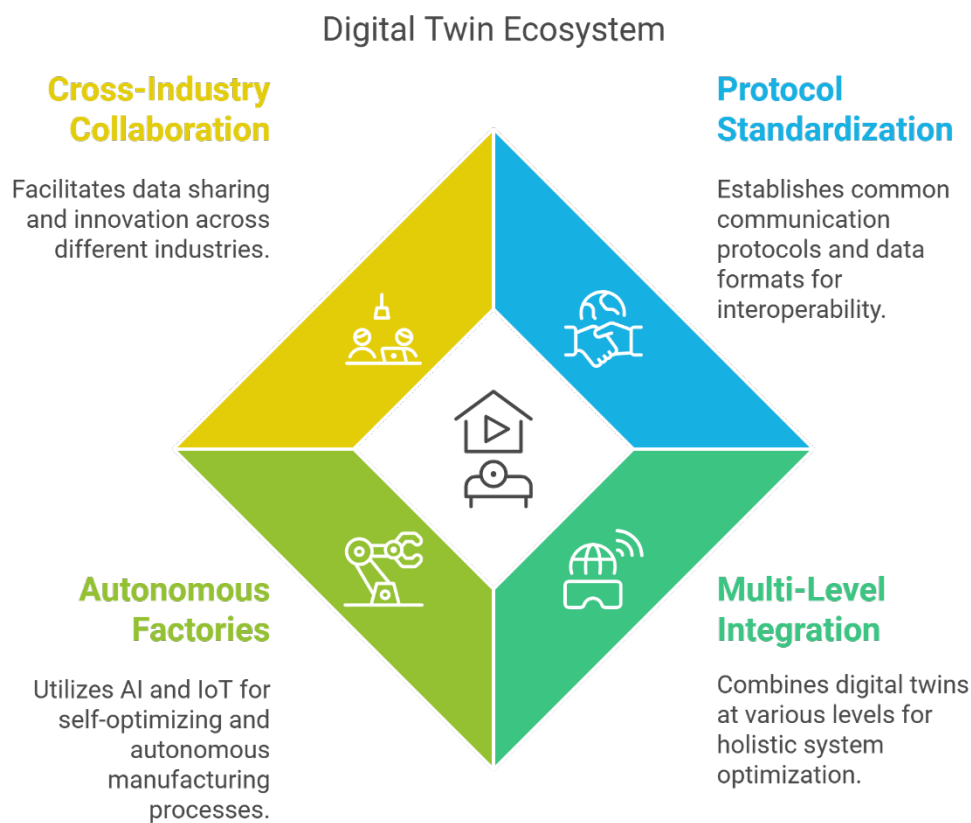 Digital Twin Ecosystem
Cross-Industry
Collaboration
Facilitates data sharing
and innovation across
different industries.
Protocol
Standardization
Establishes common
communication
protocols and data
formats for
interoperability.
Autonomous
Factories
Utilizes AI and IoT for
self-optimizing and
autonomous
manufacturing
processes.
Multi-Level
Integration
Combines digital twins
at various levels for
holistic system
optimization.